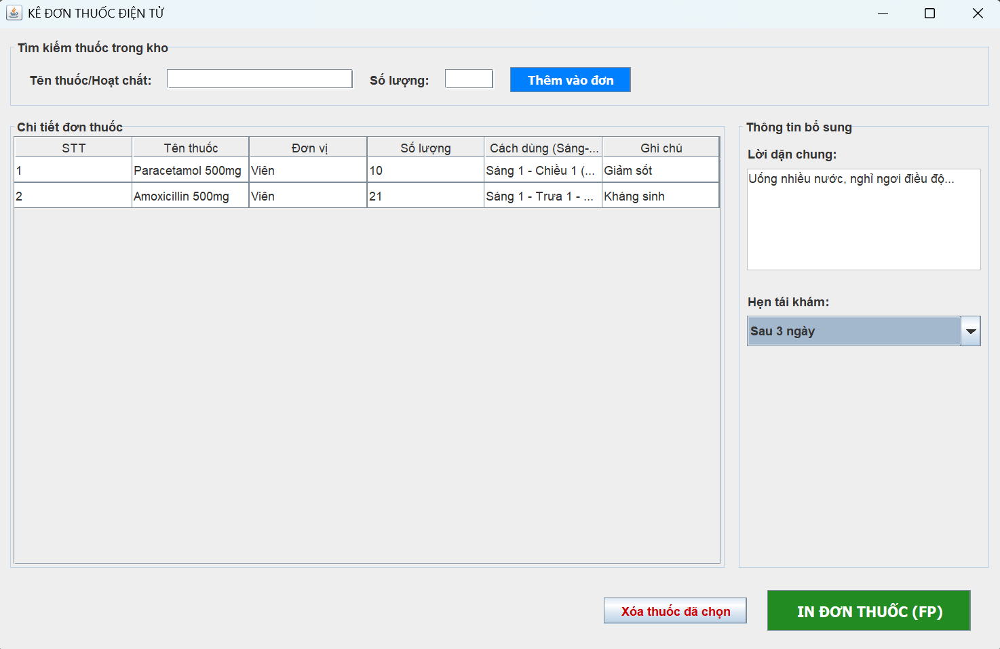 KÊ ĐƠN THUỐC ĐIỆN TỬ
Tìm kiếm thuốc trong kho
Tên thuốc/Hoạt chất: Số lượng: Thêm vào đơn
Chi tiết đơn thuốc
STT Tên thuốc Đơn vị Số lượng Cách dùng (Sáng-... Ghi chú
1 Paracetamol 500mg Viên 10 Sáng 1 - Chiều 1 (... Giảm sốt
2 Amoxicillin 500mg Viên 21 Sáng 1 - Trưa 1 - ... Kháng sinh
Thông tin bổ sung
Lời dặn chung:
Uống nhiều nước, nghỉ ngơi điều độ...
Hẹn tái khám:
Sau 3 ngày
Xóa thuốc đã chọn
IN ĐƠN THUỐC (FP)